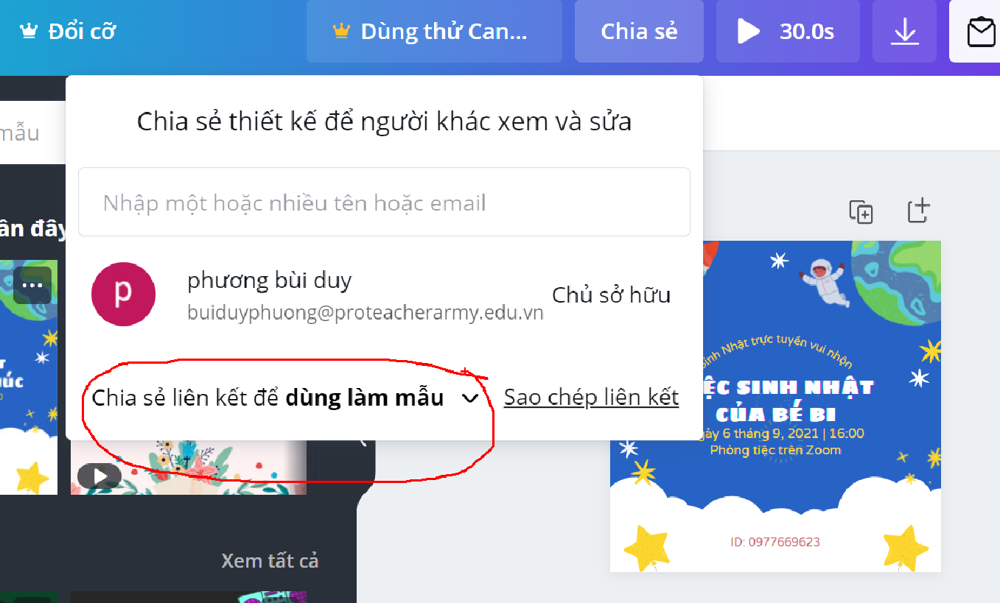 Đổi cỡ
Dùng thử Can...
Chia sẻ
30.0s
Chia sẻ thiết kế để người khác xem và sửa
mẫu
Nhập một hoặc nhiều tên hoặc email
ân đây
p
phương bùi duy
buiduyphuong@proteacherarmy.edu.vn
Chủ sở hữu
Chia sẻ liên kết để dùng làm mẫu
Sao chép liên kết
Sinh Nhật trực tuyến vui nhộn
ỆC SINH NHẬT
CỦA BÉ BI
gày 6 tháng 9, 2021 | 16:00
Phòng tiệc trên Zoom
ID: 0977669623
Xem tất cả